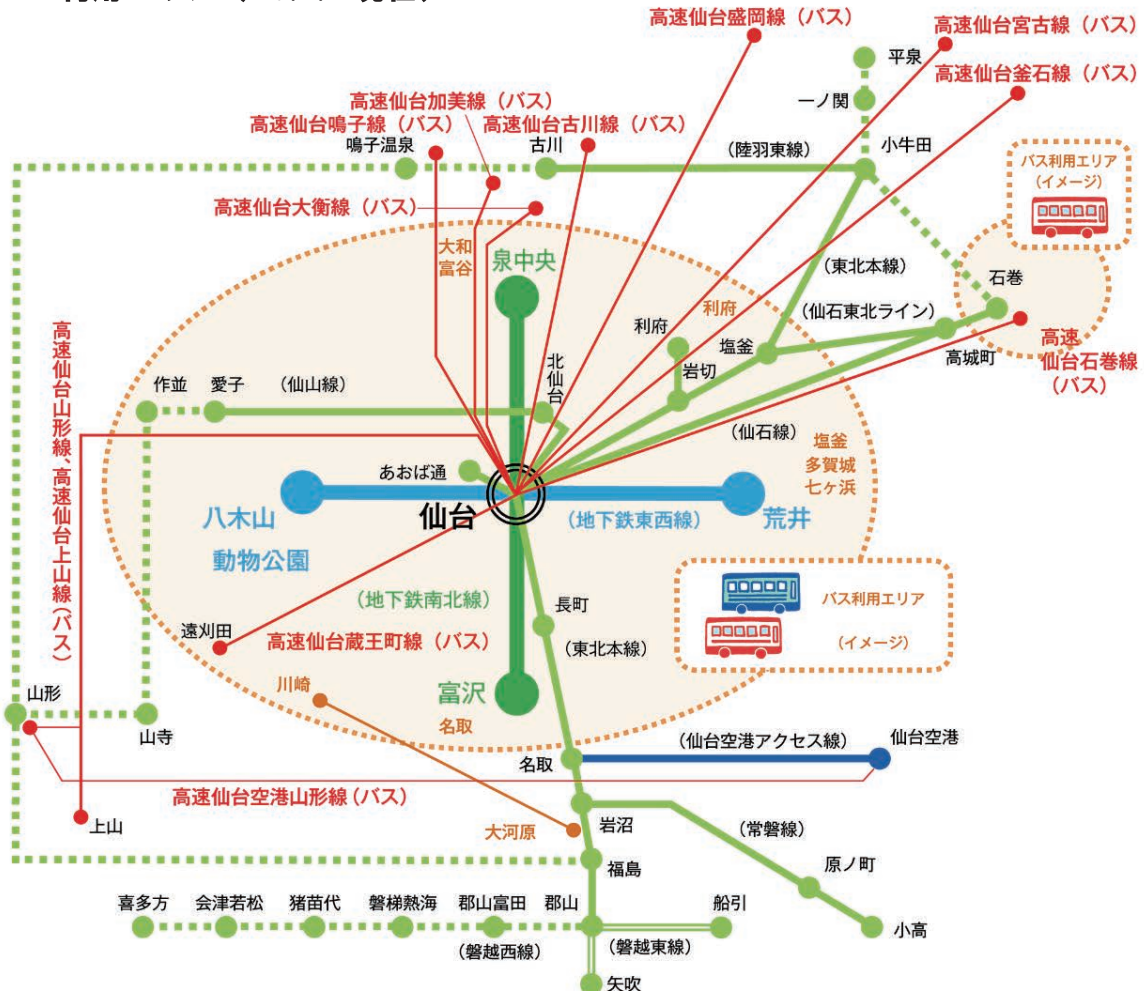 高速仙台盛岡線（バス）
高速仙台宮古線（バス）
平泉
高速仙台釜石線（バス）
高速仙台加美線（バス）
一ノ関
高速仙台鳴子線（バス）
高速仙台古川線（バス）
鳴子温泉
古川
（陸羽東線）
小牛田
バス利用エリア
（イメージ）
高速仙台大衡線（バス）
大和
富谷
泉中央
（東北本線）
石巻
利府
利府
塩釜
（仙石東北ライン）
高城町
高速
仙台石巻線
（バス）
高速仙台山形線、高速仙台上山線（バス）
作並
愛子
（仙山線）
北仙台
岩切
（仙石線）
あおば通
塩釜
多賀城
七ヶ浜
八木山
動物公園
仙台
（地下鉄東西線）
荒井
（地下鉄南北線）
長町
バス利用エリア
（イメージ）
遠刈田
高速仙台蔵王町線（バス）
（東北本線）
川崎
富沢
名取
山形
山寺
名取
（仙台空港アクセス線）
仙台空港
高速仙台空港山形線（バス）
上山
大河原
岩沼
（常磐線）
福島
原ノ町
喜多方
会津若松
猪苗代
磐梯熱海
郡山富田
郡山
船引
小高
（磐越西線）
（磐越東線）
矢吹